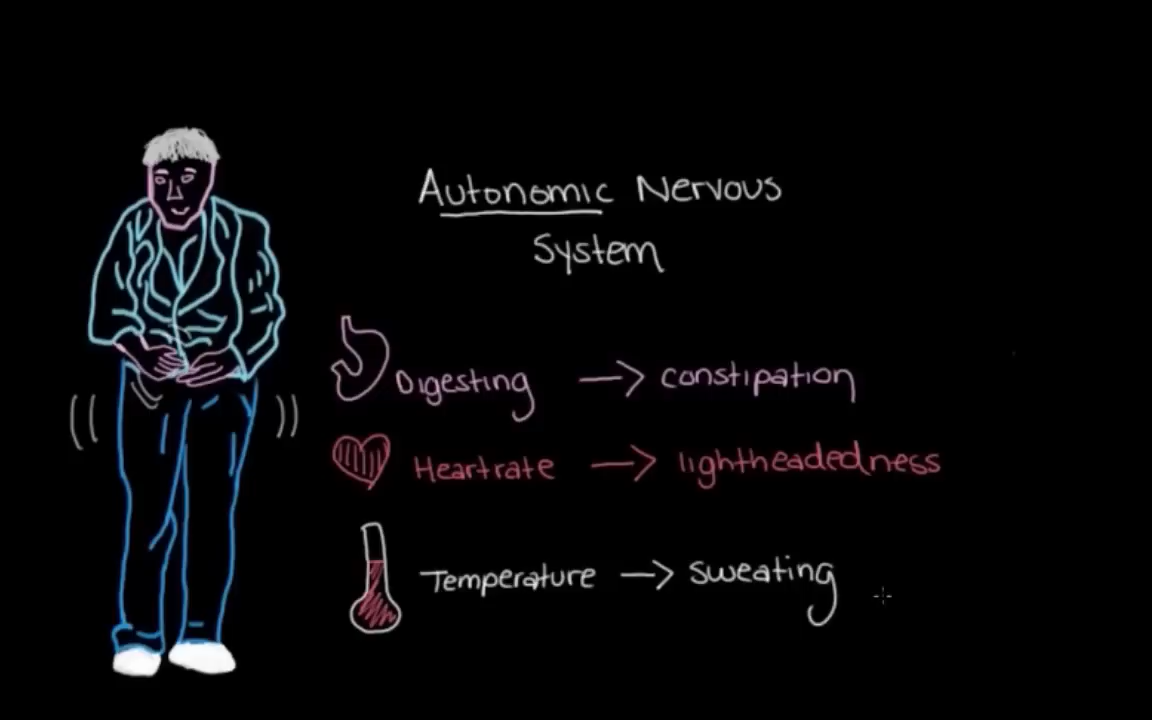 Autonomic Nervous
System
Digesting → constipation
Heartrate → lightheadedness
Temperature → sweating